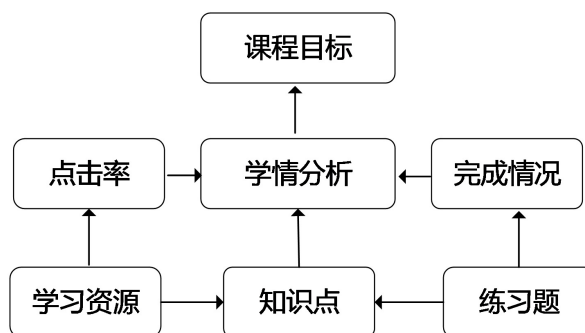 课程目标
点击率
学情分析
完成情况
学习资源
知识点
练习题